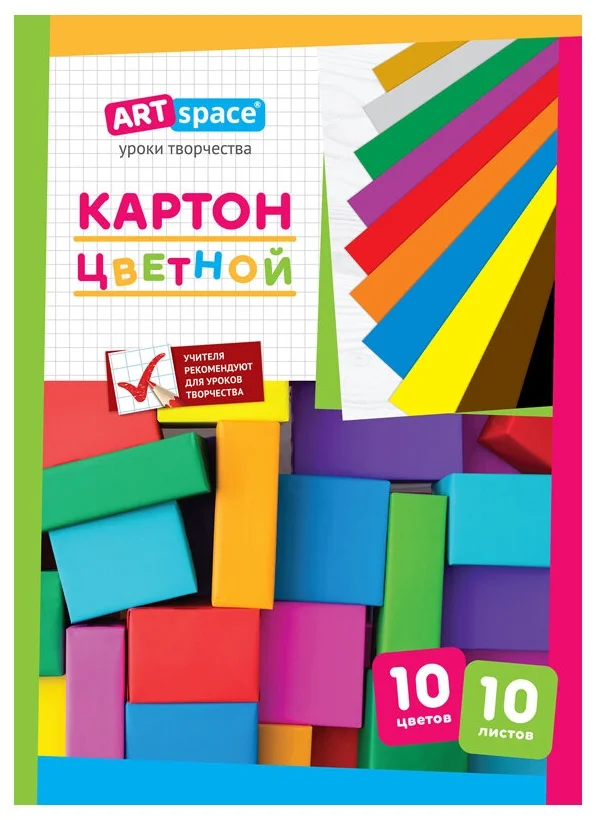 ARTspace®
уроки творчества
КАРТОН
ЦВЕТНОЙ
УЧИТЕЛЯ
РЕКОМЕНДУЮТ
ДЛЯ УРОКОВ
ТВОРЧЕСТВА
10
цветов
10
листов